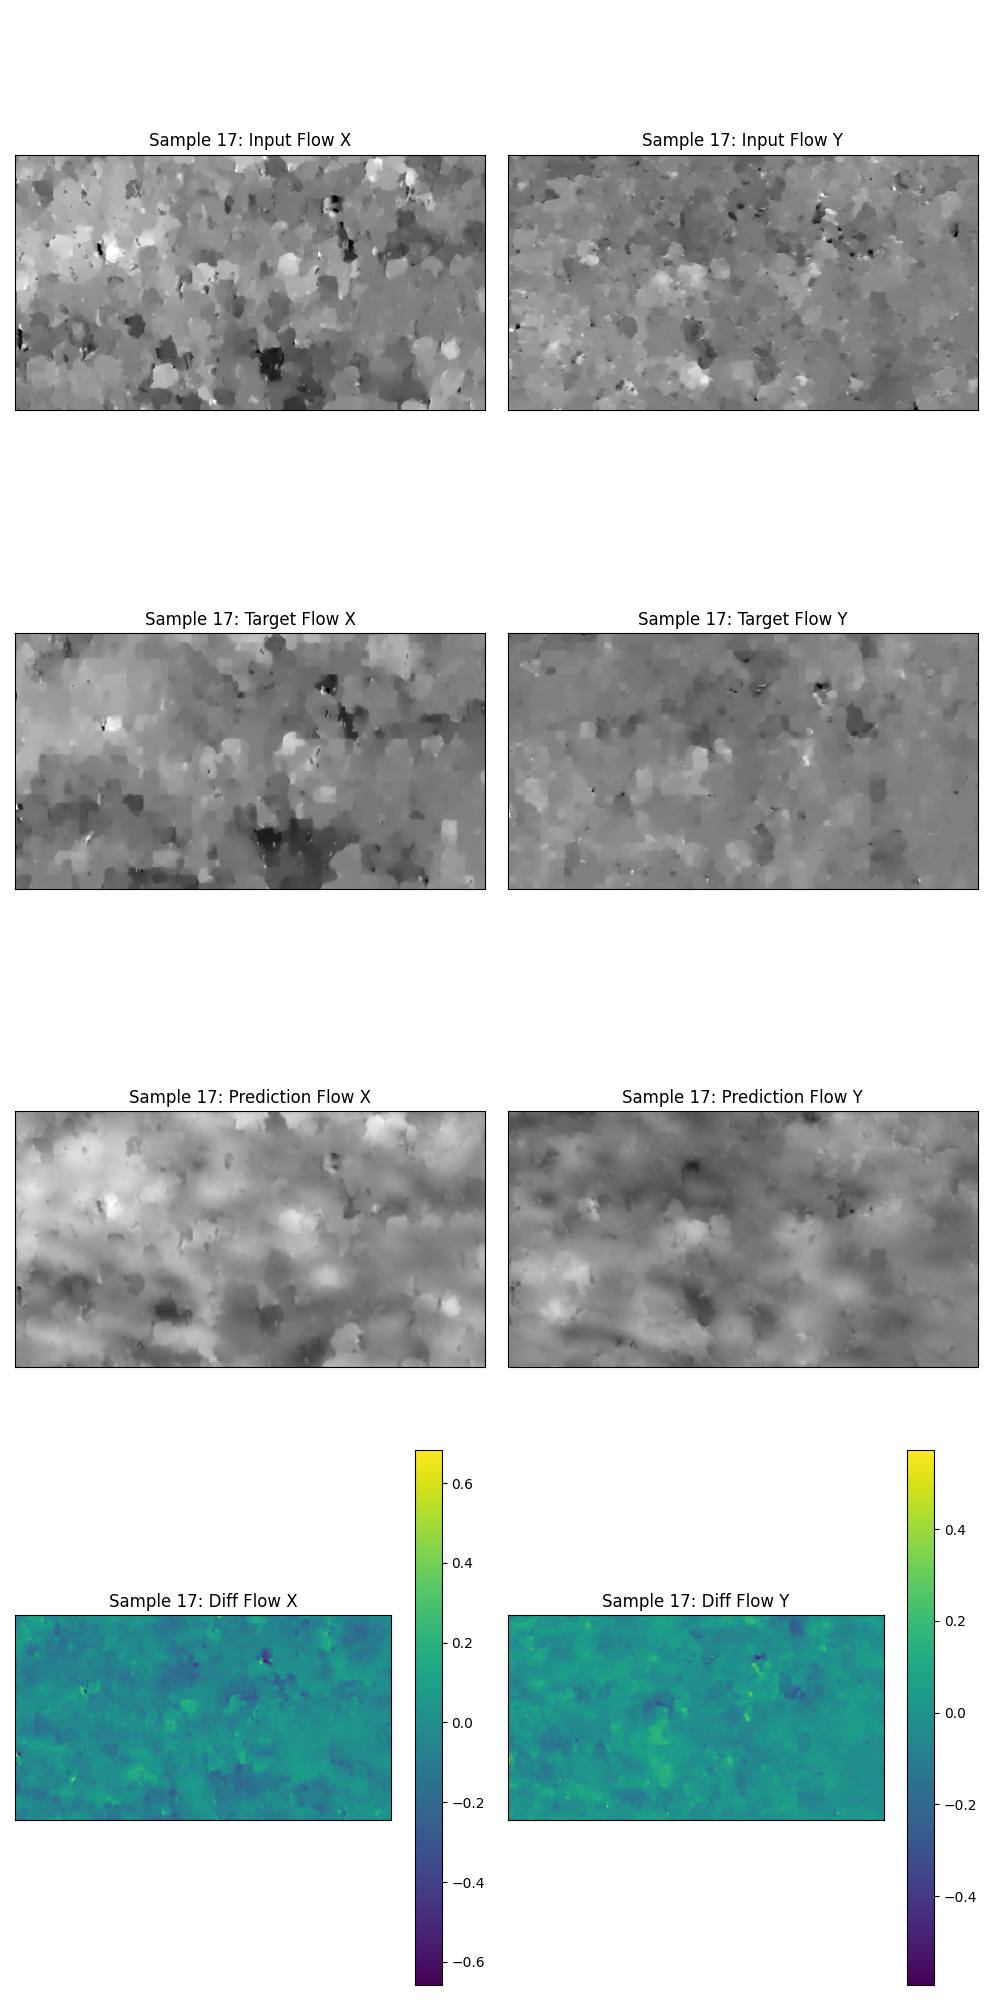 Sample 17: Input Flow X
Sample 17: Input Flow Y
Sample 17: Target Flow X
Sample 17: Target Flow Y
Sample 17: Prediction Flow X
Sample 17: Prediction Flow Y
Sample 17: Diff Flow X
0.6
0.4
0.2
0.0
−0.2
−0.4
−0.6
Sample 17: Diff Flow Y
0.4
0.2
0.0
−0.2
−0.4